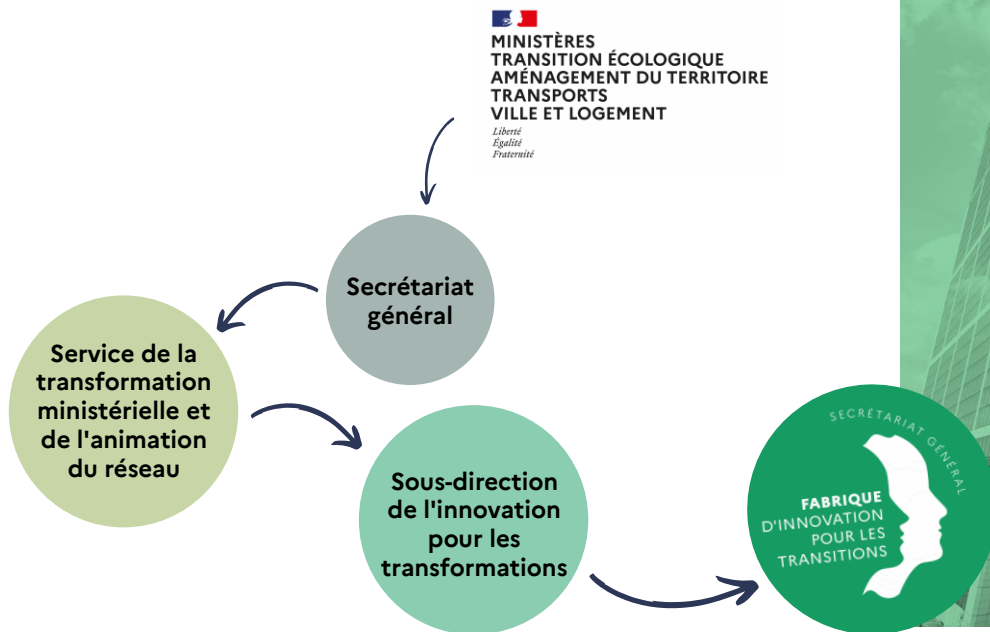 MINISTÈRES
TRANSITION ÉCOLOGIQUE
AMÉNAGEMENT DU TERRITOIRE
TRANSPORTS
VILLE ET LOGEMENT
Liberté
Égalité
Fraternité
Secrétariat
général
Service de la
transformation
ministérielle et
de l'animation
du réseau
Sous-direction
de l'innovation
pour les
transformations
SECRÉTARIAT GÉNÉRAL
FABRIQUE
D'INNOVATION
POUR LES
TRANSITIONS